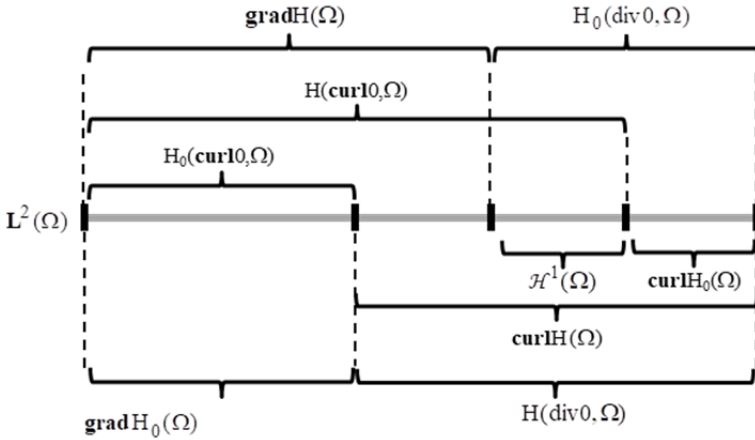 gradH(Ω) H₀(div0,Ω)
H(curl0,Ω)
H₀(curl0,Ω)
L²(Ω)
ℋ¹(Ω) curlH₀(Ω)
curlH(Ω)
gradH₀(Ω) H(div0,Ω)